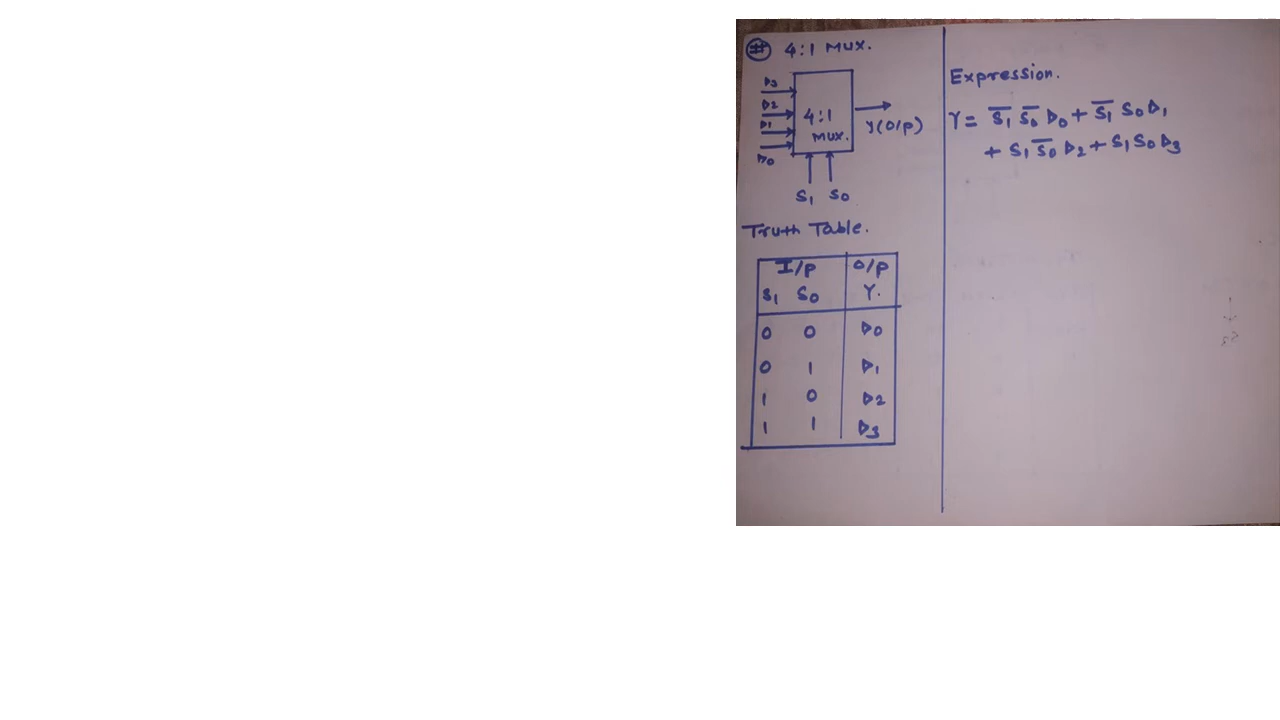 # 4:1 MUX.
D3
D2
D1
D0
4:1
MUX.
Y(O/P)
S1 S0
Truth Table.
I/p O/p
S1 S0 Y.
0 0 D0
0 1 D1
1 0 D2
1 1 D3
Expression.
Y = S̅1 S̅0 D0 + S̅1 S0 D1
+ S1 S̅0 D2 + S1 S0 D3